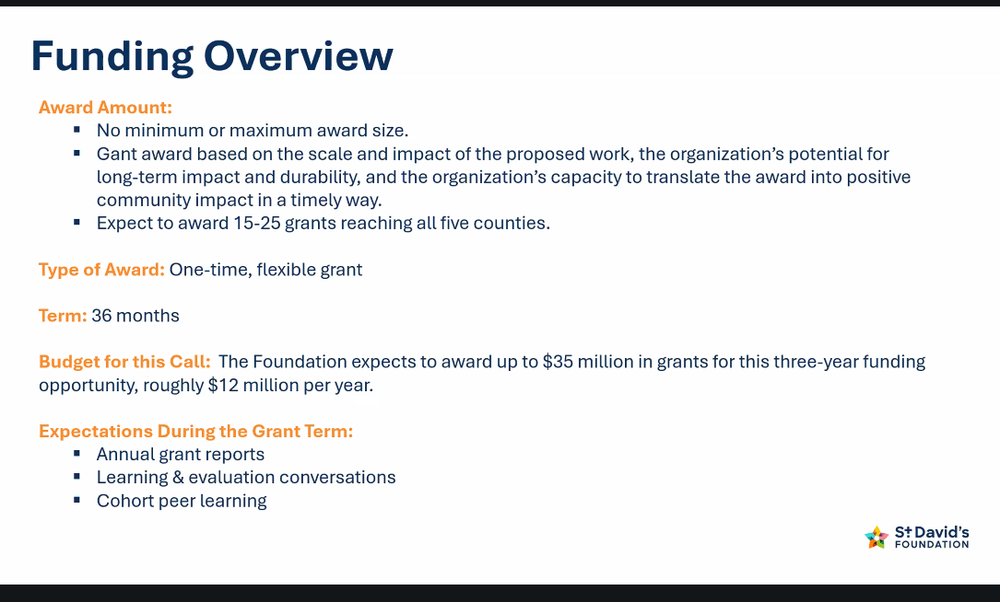 Funding Overview
Award Amount:
▪ No minimum or maximum award size.
▪ Gant award based on the scale and impact of the proposed work, the organization’s potential for
long-term impact and durability, and the organization’s capacity to translate the award into positive
community impact in a timely way.
▪ Expect to award 15-25 grants reaching all five counties.
Type of Award: One-time, flexible grant
Term: 36 months
Budget for this Call: The Foundation expects to award up to $35 million in grants for this three-year funding
opportunity, roughly $12 million per year.
Expectations During the Grant Term:
▪ Annual grant reports
▪ Learning & evaluation conversations
▪ Cohort peer learning
St David’s
FOUNDATION